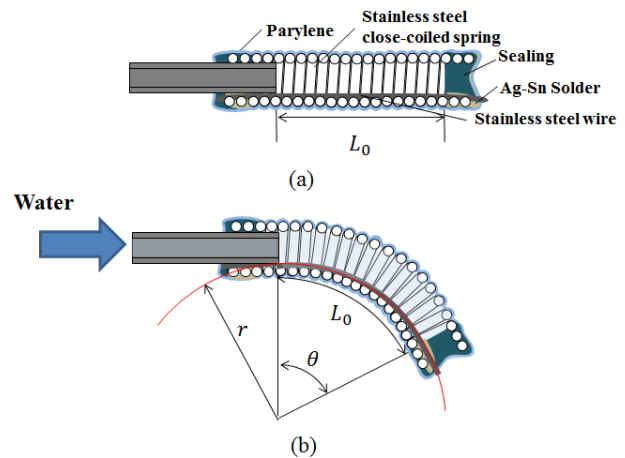 Parylene
Stainless steel
close-coiled spring
Sealing
Ag-Sn Solder
Stainless steel wire
L₀
(a)
Water
L₀
r
θ
(b)